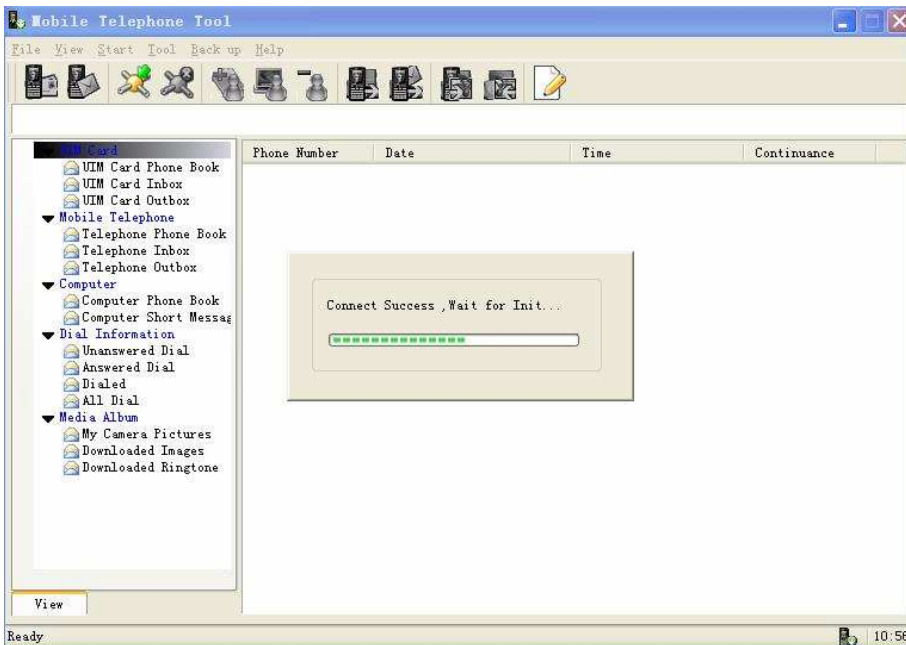 Mobile Telephone Tool
File View Start Tool Back up Help
UIM Card
UIM Card Phone Book
UIM Card Inbox
UIM Card Outbox
Mobile Telephone
Telephone Phone Book
Telephone Inbox
Telephone Outbox
Computer
Computer Phone Book
Computer Short Messag
Dial Information
Unanswered Dial
Answered Dial
Dialed
All Dial
Media Album
My Camera Pictures
Downloaded Images
Downloaded Ringtone
View
Phone Number Date Time Continuance
Connect Success ,Wait for Init...
Ready 10:56